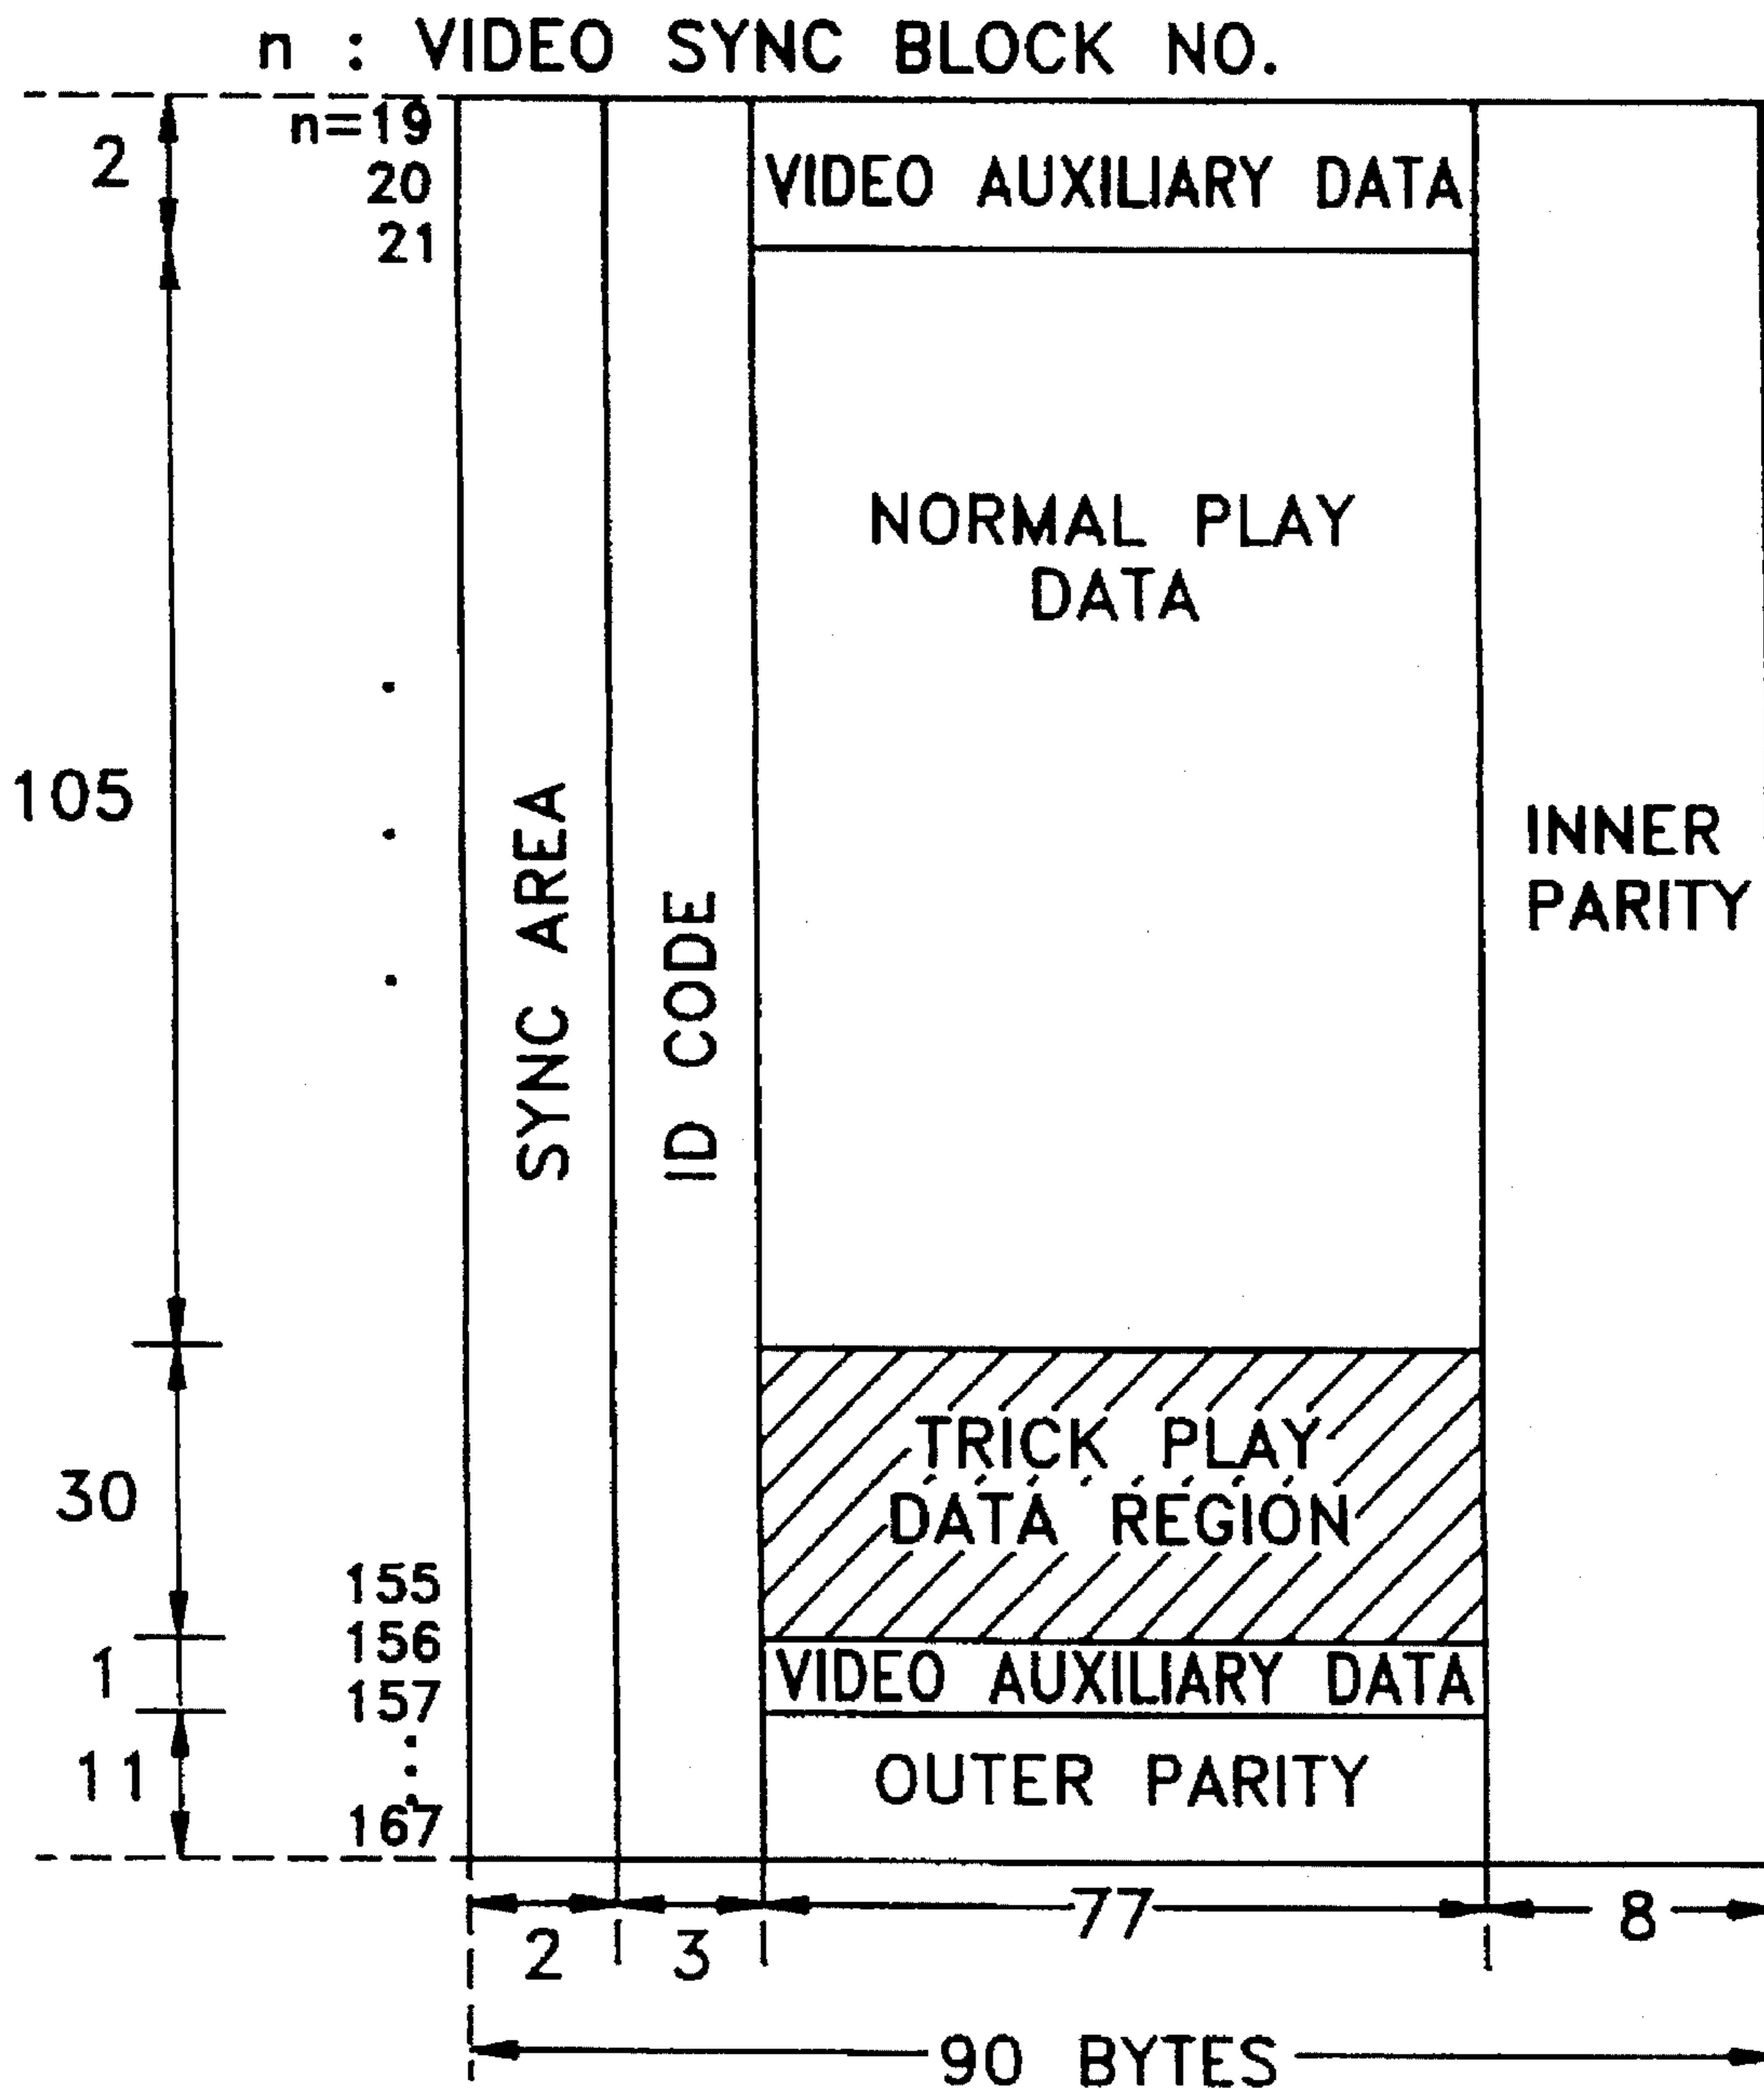 n : VIDEO SYNC BLOCK NO.
2
n=19
20
21
VIDEO AUXILIARY DATA
NORMAL PLAY
DATA
105
SYNC AREA
ID CODE
INNER
PARITY
30
TRICK PLAY
DATA REGION
155
156
157
1
VIDEO AUXILIARY DATA
11
:
167
OUTER PARITY
2
3
77
8
90 BYTES